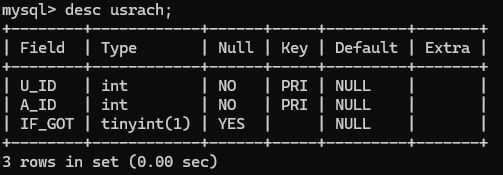 mysql> desc usrach;
+--------+------------+------+-----+---------+-------+
| Field  | Type       | Null | Key | Default | Extra |
+--------+------------+------+-----+---------+-------+
| U_ID   | int        | NO   | PRI | NULL    |       |
| A_ID   | int        | NO   | PRI | NULL    |       |
| IF_GOT | tinyint(1) | YES  |     | NULL    |       |
+--------+------------+------+-----+---------+-------+
3 rows in set (0.00 sec)